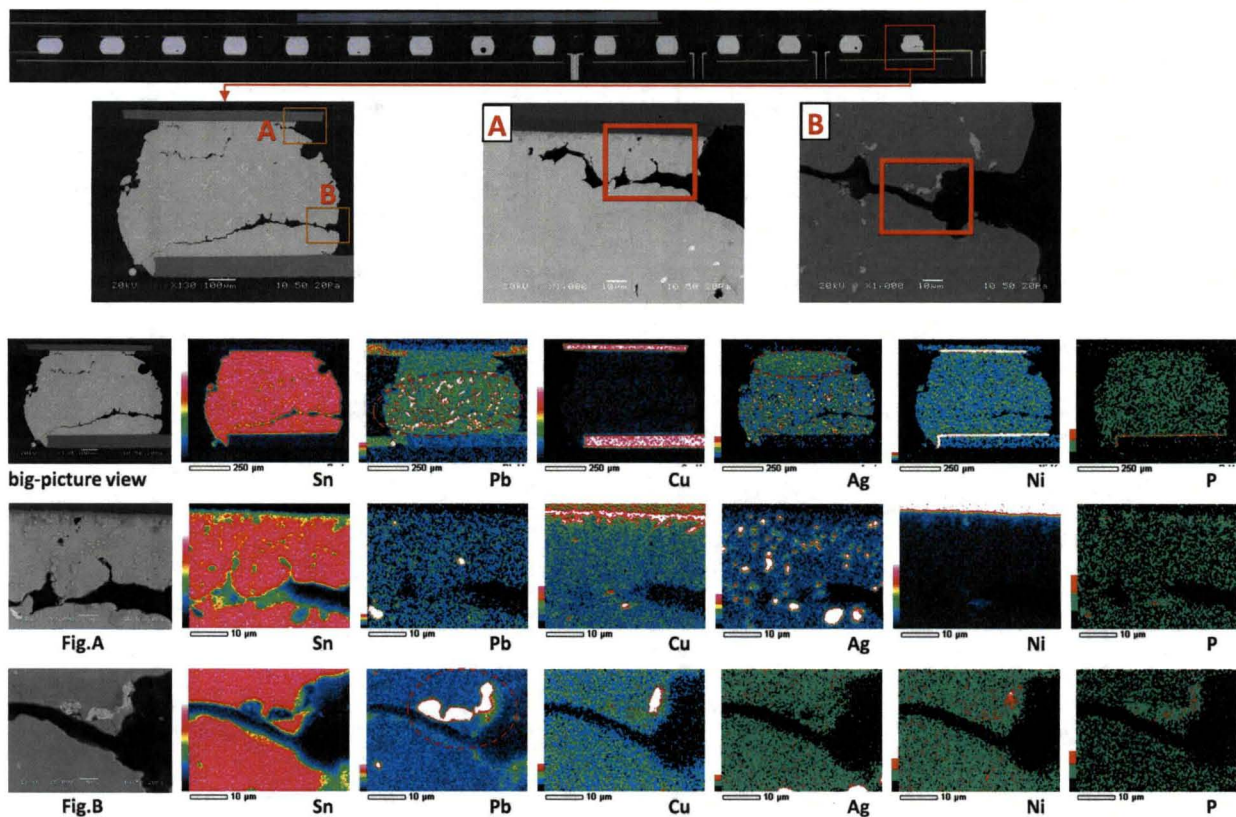 A
B
20kV X130 100µm 10 50 20Pa
A
20kV X1,000 10µm 10 50 20Pa
B
20kV X1,000 10µm 10 50 20Pa
big-picture view
250 µm Sn
250 µm Pb
250 µm Cu
250 µm Ag
250 µm Ni
250 µm P
Fig.A
10 µm Sn
10 µm Pb
10 µm Cu
10 µm Ag
10 µm Ni
10 µm P
Fig.B
10 µm Sn
10 µm Pb
10 µm Cu
10 µm Ag
10 µm Ni
10 µm P